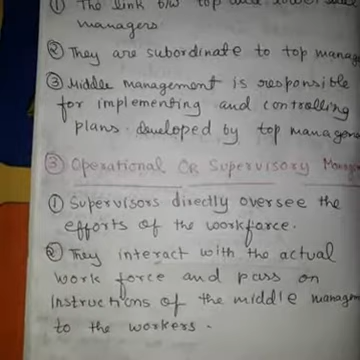 ① The link b/w top and lower level
managers
② They are subordinate to top manage
③ Middle management is responsible
for implementing and controlling
plans developed by top manage
③ Operational OR Supervisory Manag
① Supervisors directly oversee the
efforts of the workforce.
② They interact with the actual
work force and pass on
instructions of the middle managem
to the workers.